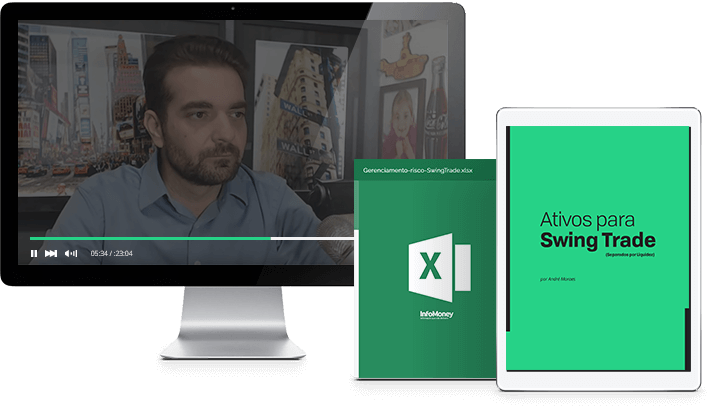 WALL
WALL
05:34 / :23:04
Gerenciamento-risco-SwingTrade.xlsx
X
InfoMoney
Ativos para
Swing Trade
(Separados por Liquidez)
por André Moraes